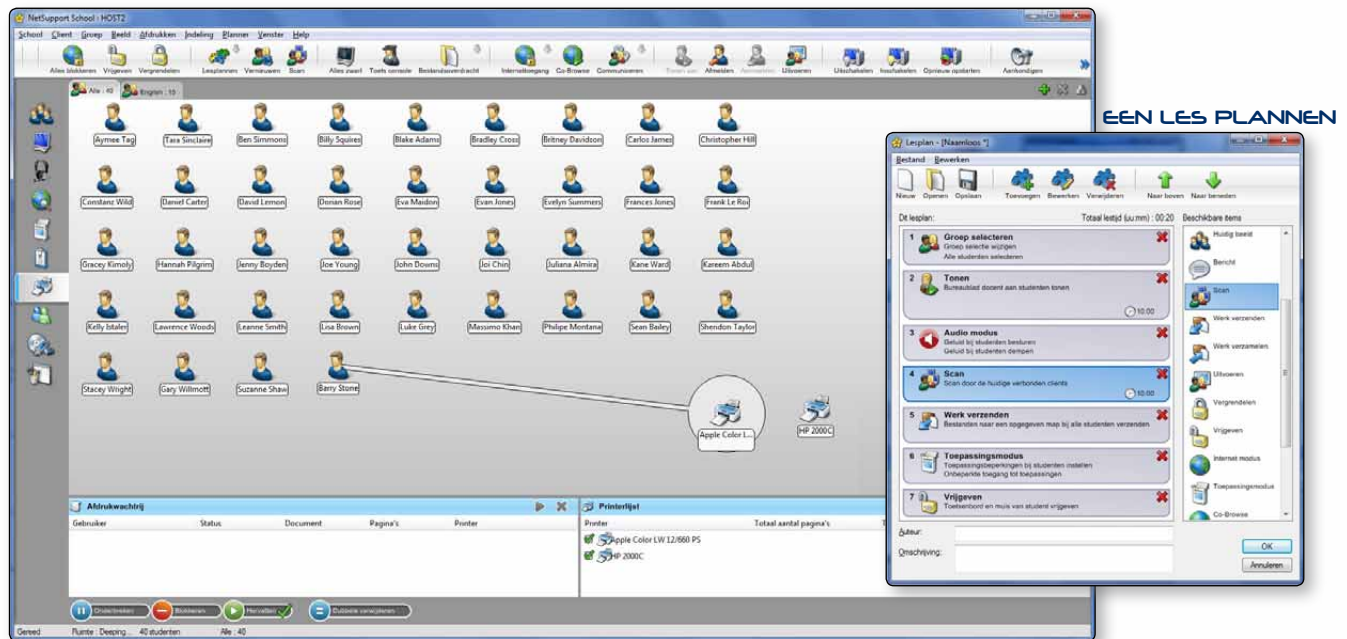 NetSupport School : HOST2
School Client Groep Beeld Afdrukken Indeling Planner Venster Help
Alles blokkeren Vrijgeven Vergrendelen Lesplannen Vernieuwen Scan Alles zwart Toets console Bestandsoverdracht Internettoegang Co-Browse Communiceren Tonen aan Afmelden Aanmelden Uitvoeren Uitschakelen Inschakelen Opnieuw opstarten Aankondigen
Alle : 40 English : 10
Aymee Tag Tara Sinclaire Ben Simmons Billy Squires Blake Adams Bradley Cross Britney Davidson Carlos James Christopher Hill
Constanz Wild Daniel Carter David Lemon Donan Rose Eva Maidon Evan Jones Evelyn Summers Frances Jones Frank Le Roi
Gracey Kimoly Hannah Pilgrim Jenny Boyden Joe Young John Downs Joi Chin Juliana Almira Kane Ward Kareem Abdul
Kelly Istaler Lawrence Woods Leanne Smith Lisa Brown Luke Grey Massimo Khan Philipe Montana Sean Bailey Shendon Taylor
Stacey Wright Gary Willmott Suzanne Shaw Barry Stone
Apple Color L...
HP 2000C
Afdrukwachtrij
Gebruiker Status Document Pagina's Printer
Printerlijst
Printer Totaal aantal pagina's T
Apple Color LW 12/660 PS
HP 2000C
Onderbreken Blokkeren Hervatten Dubbele verwijderen
Gereed Ruimte : Deeping... 40 studenten Alle : 40
EEN LES PLANNEN
Lesplan - [Naamloos *]
Bestand Bewerken
Nieuw Openen Opslaan Toevoegen Bewerken Verwijderen Naar boven Naar beneden
Dit lesplan: Totaal lestijd (uu:mm) : 00:20 Beschikbare items
1 Groep selecteren
Groep selectie wijzigen
Alle studenten selecteren
2 Tonen
Bureaublad docent aan studenten tonen
10:00
3 Audio modus
Geluid bij studenten besturen
Geluid bij studenten dempen
4 Scan
Scan door de huidige verbonden clients
10:00
5 Werk verzenden
Bestanden naar een opgegeven map bij alle studenten verzenden
6 Toepassingsmodus
Toepassingsbeperkingen bij studenten instellen
Onbeperkte toegang tot toepassingen
7 Vrijgeven
Toetsenbord en muis van student vrijgeven
Huidig beeld
Bericht
Scan
Werk verzenden
Werk verzamelen
Uitvoeren
Vergrendelen
Vrijgeven
Internet modus
Toepassingsmodus
Co-Browse
Auteur:
Omschrijving:
OK
Annuleren